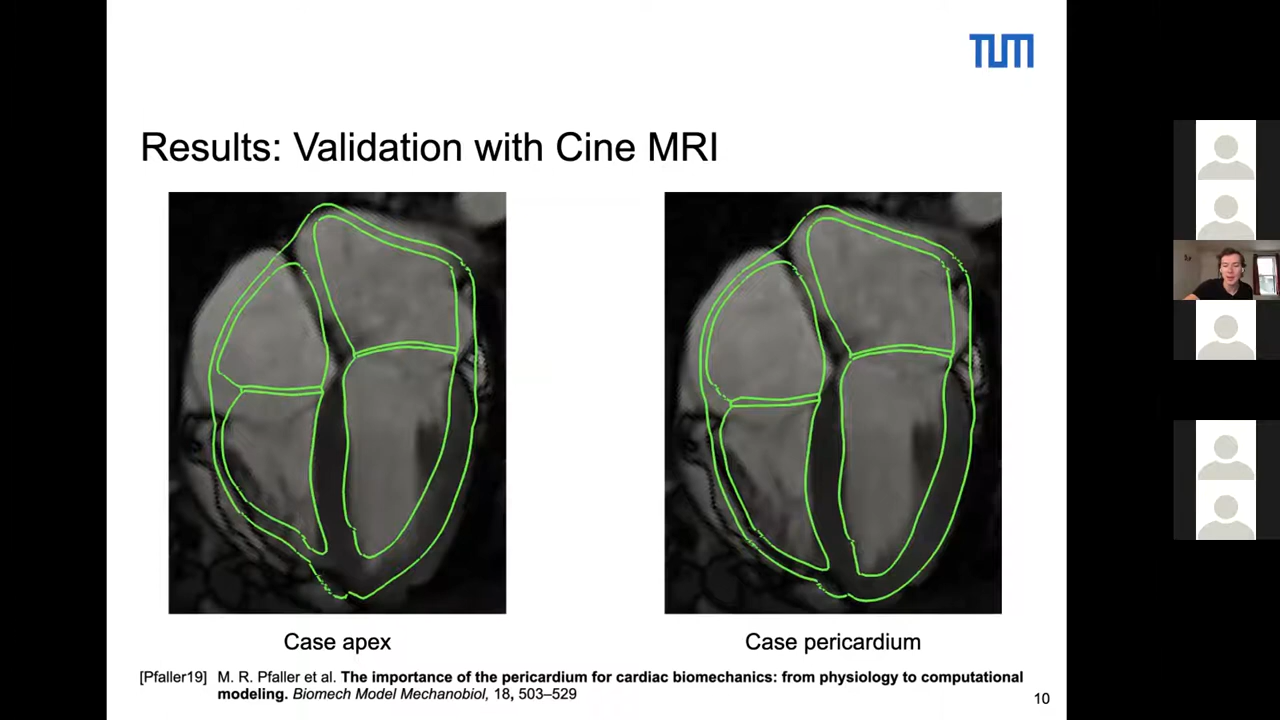 TUM
Results: Validation with Cine MRI
Case apex
Case pericardium
[Pfaller19] M. R. Pfaller et al. The importance of the pericardium for cardiac biomechanics: from physiology to computational
modeling. Biomech Model Mechanobiol, 18, 503–529
10